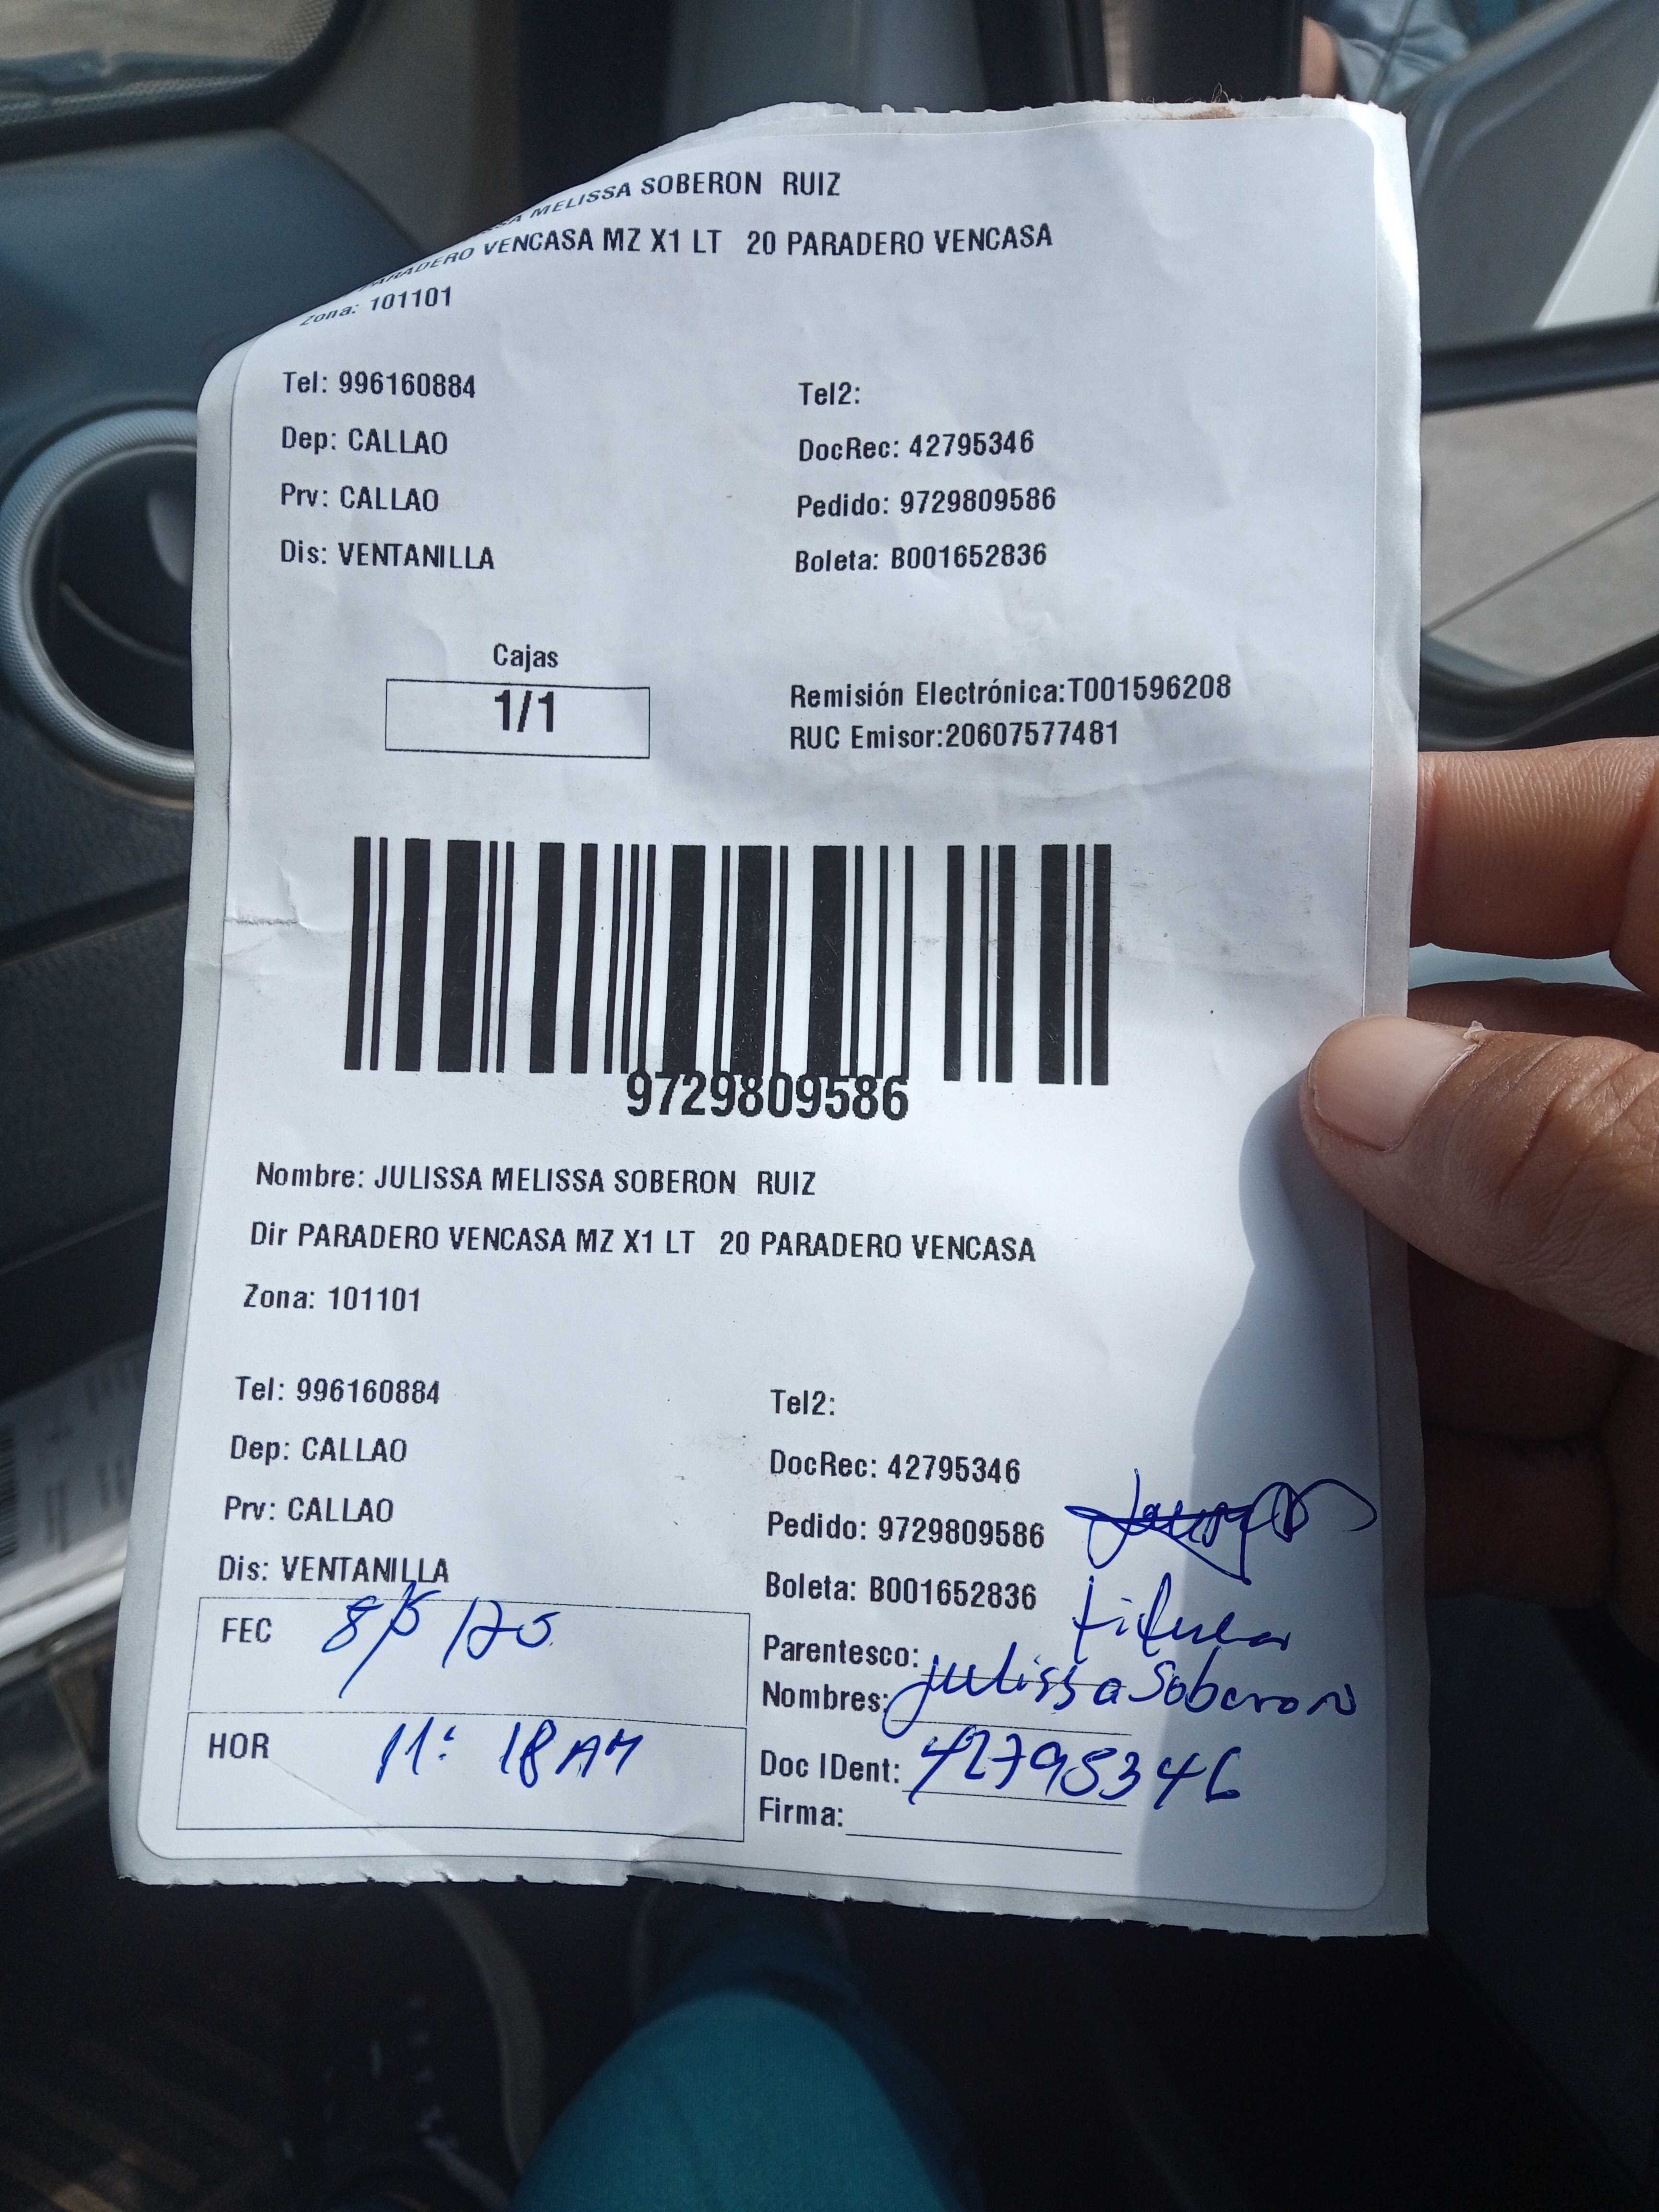 MELISSA SOBERON RUIZ
PARADERO VENCASA MZ X1 LT 20 PARADERO VENCASA
Zona: 101101
Tel: 996160884
Tel2:
Dep: CALLAO
DocRec: 42795346
Prv: CALLAO
Pedido: 9729809586
Dis: VENTANILLA
Boleta: B001652836
Cajas
1/1
Remisión Electrónica:T001596208
RUC Emisor:20607577481
9729809586
Nombre: JULISSA MELISSA SOBERON RUIZ
Dir PARADERO VENCASA MZ X1 LT 20 PARADERO VENCASA
Zona: 101101
Tel: 996160884
Tel2:
Dep: CALLAO
DocRec: 42795346
Prv: CALLAO
Pedido: 9729809586
Dis: VENTANILLA
Boleta: B001652836
FEC
Parentesco: titular
Nombres: julissa Soberon
HOR 11: 18 AM
Doc IDent: 42795346
Firma: